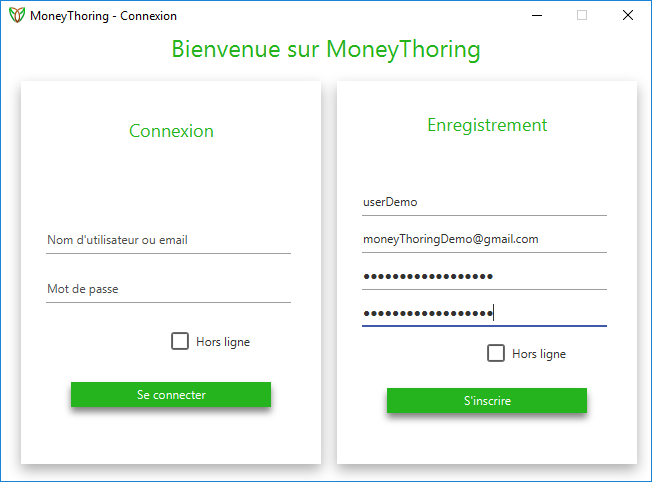 MoneyThoring - Connexion
Bienvenue sur MoneyThoring
Connexion
Nom d'utilisateur ou email
Mot de passe
Hors ligne
Se connecter
Enregistrement
userDemo
moneyThoringDemo@gmail.com
••••••••••••••••••
••••••••••••••••••
Hors ligne
S'inscrire